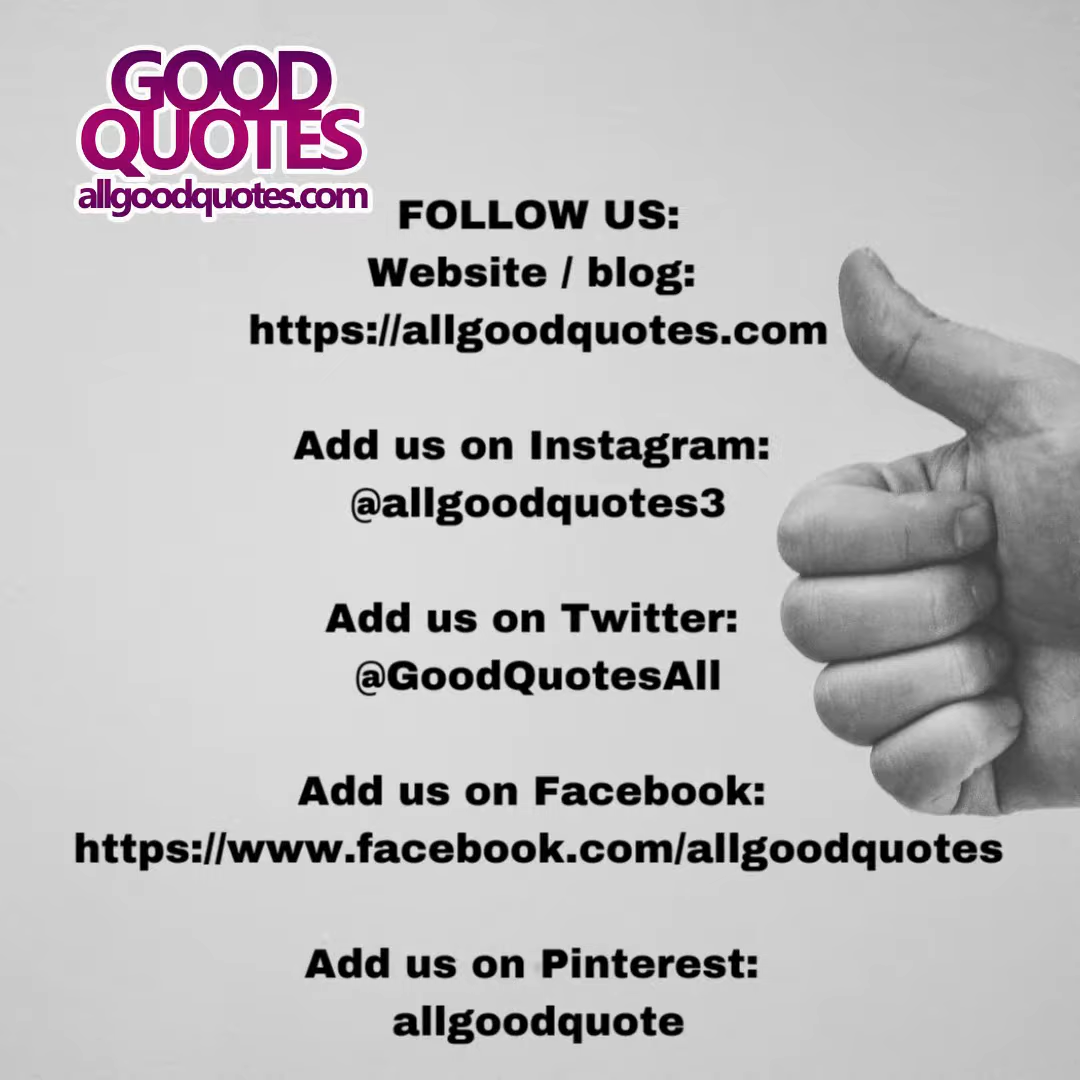 GOOD
QUOTES
allgoodquotes.com
FOLLOW US:
Website / blog:
https://allgoodquotes.com
Add us on Instagram:
@allgoodquotes3
Add us on Twitter:
@GoodQuotesAll
Add us on Facebook:
https://www.facebook.com/allgoodquotes
Add us on Pinterest:
allgoodquote